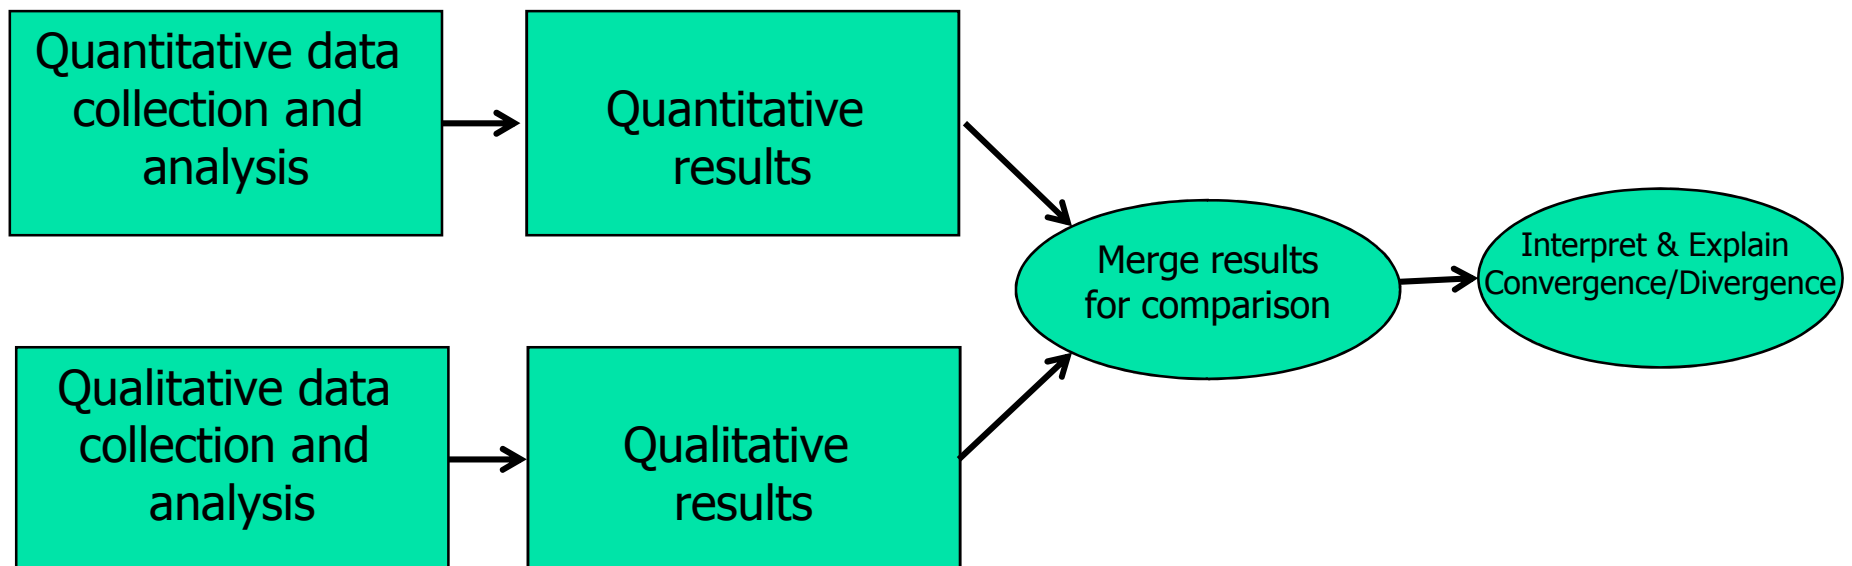 Quantitative data
collection and
analysis
Quantitative
results
Qualitative data
collection and
analysis
Qualitative
results
Merge results
for comparison
Interpret & Explain
Convergence/Divergence